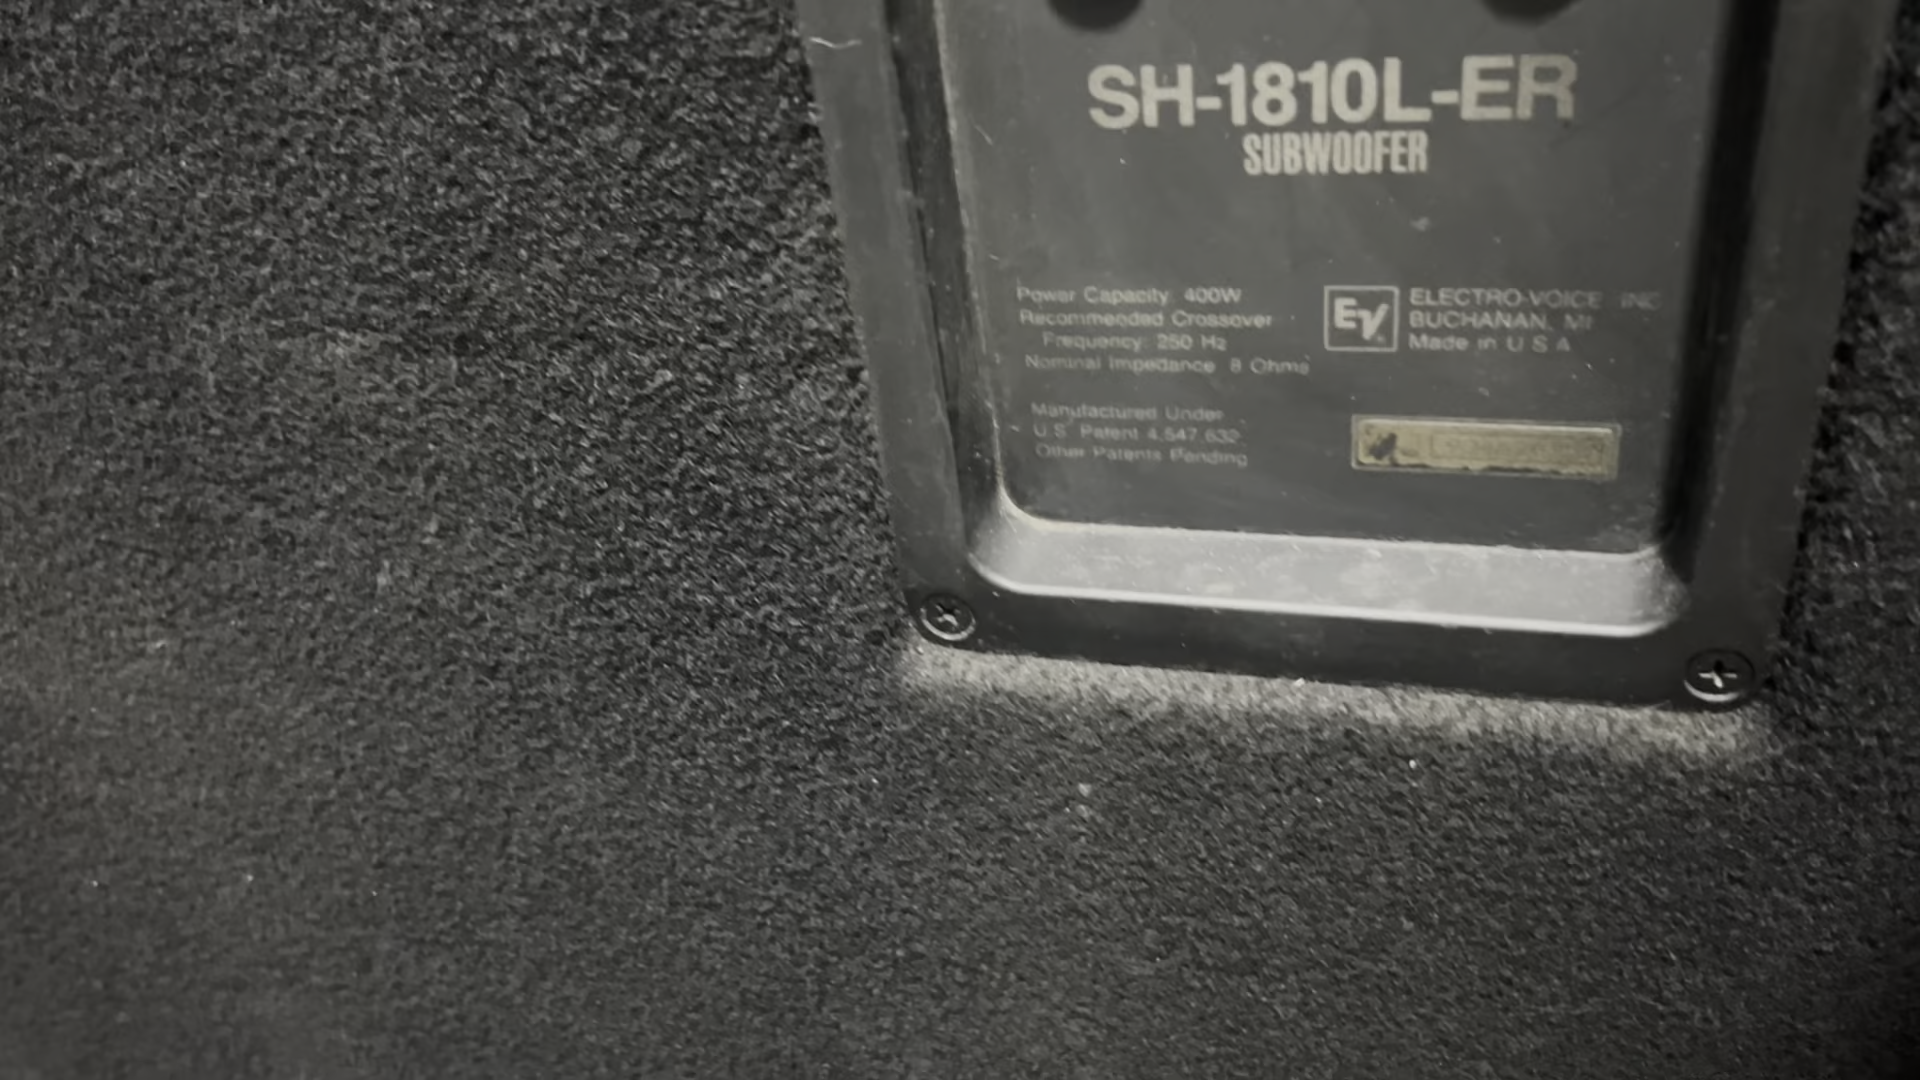 SH-1810L-ER
SUBWOOFER
Power Capacity: 400W
Recommended Crossover
Frequency: 250 Hz
Nominal Impedance: 8 Ohms
EV
ELECTRO-VOICE, INC.
BUCHANAN, MI
Made in U.S.A.
Manufactured Under
U.S. Patent 4,547,632
Other Patents Pending